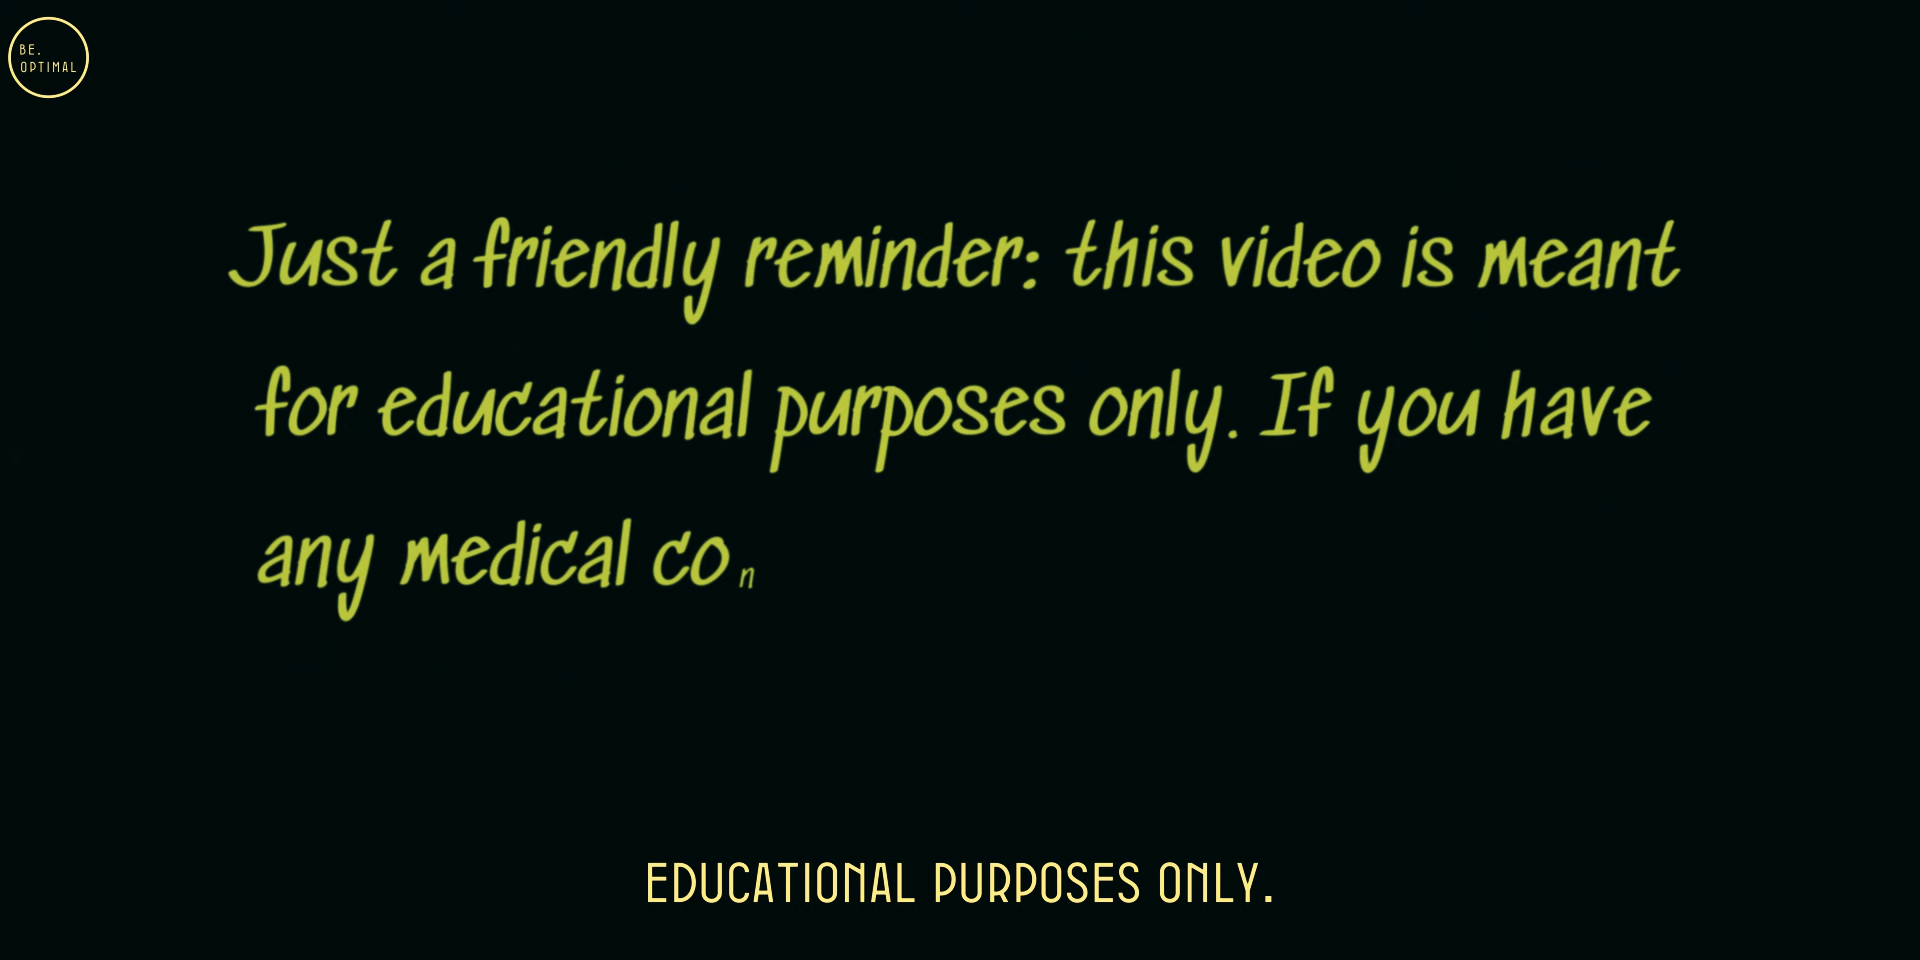 BE.
OPTIMAL
Just a friendly reminder: this video is meant
for educational purposes only. If you have
any medical con
EDUCATIONAL PURPOSES ONLY.